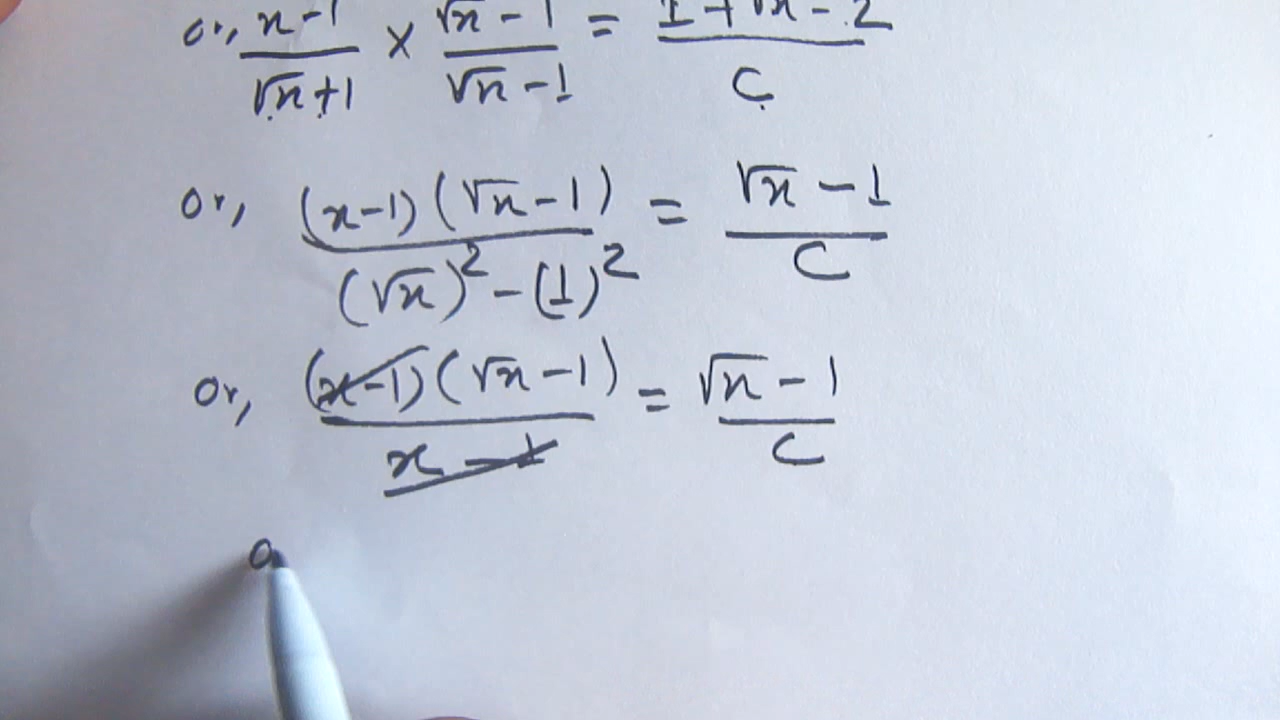 or, x-1/√x+1 × √x-1/√x-1 = 1+√x-2/c
or, (x-1)(√x-1)/(√x)²-(1)² = √x-1/c
or, (x-1)(√x-1)/x-1 = √x-1/c
o